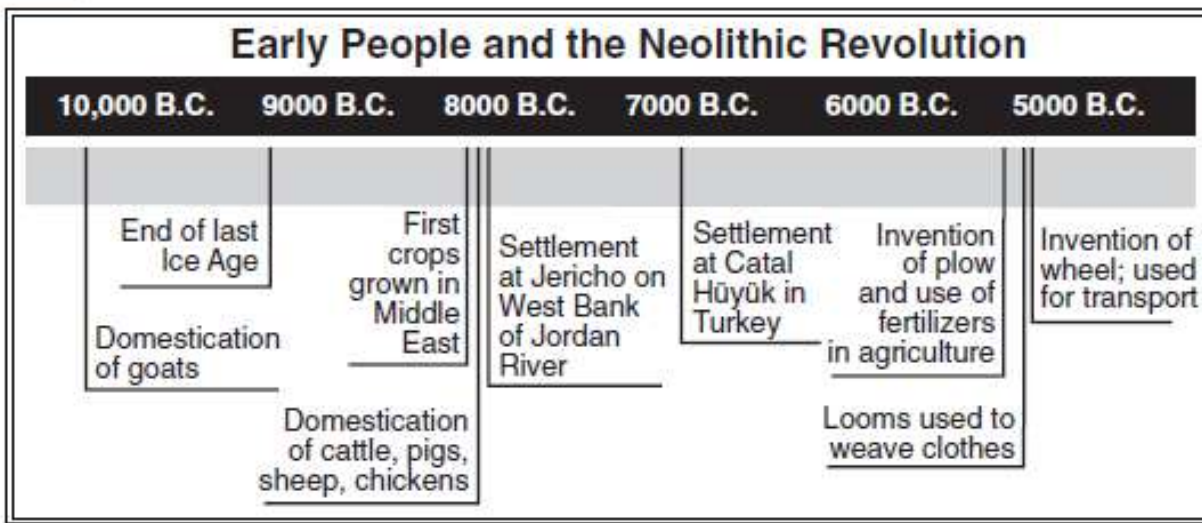 Early People and the Neolithic Revolution
10,000 B.C. 9000 B.C. 8000 B.C. 7000 B.C. 6000 B.C. 5000 B.C.
End of last
Ice Age
Domestication
of goats
First
crops
grown in
Middle
East
Domestication
of cattle, pigs,
sheep, chickens
Settlement
at Jericho on
West Bank
of Jordan
River
Settlement
at Catal
Hüyük in
Turkey
Invention
of plow
and use of
fertilizers
in agriculture
Looms used to
weave clothes
Invention of
wheel; used
for transport